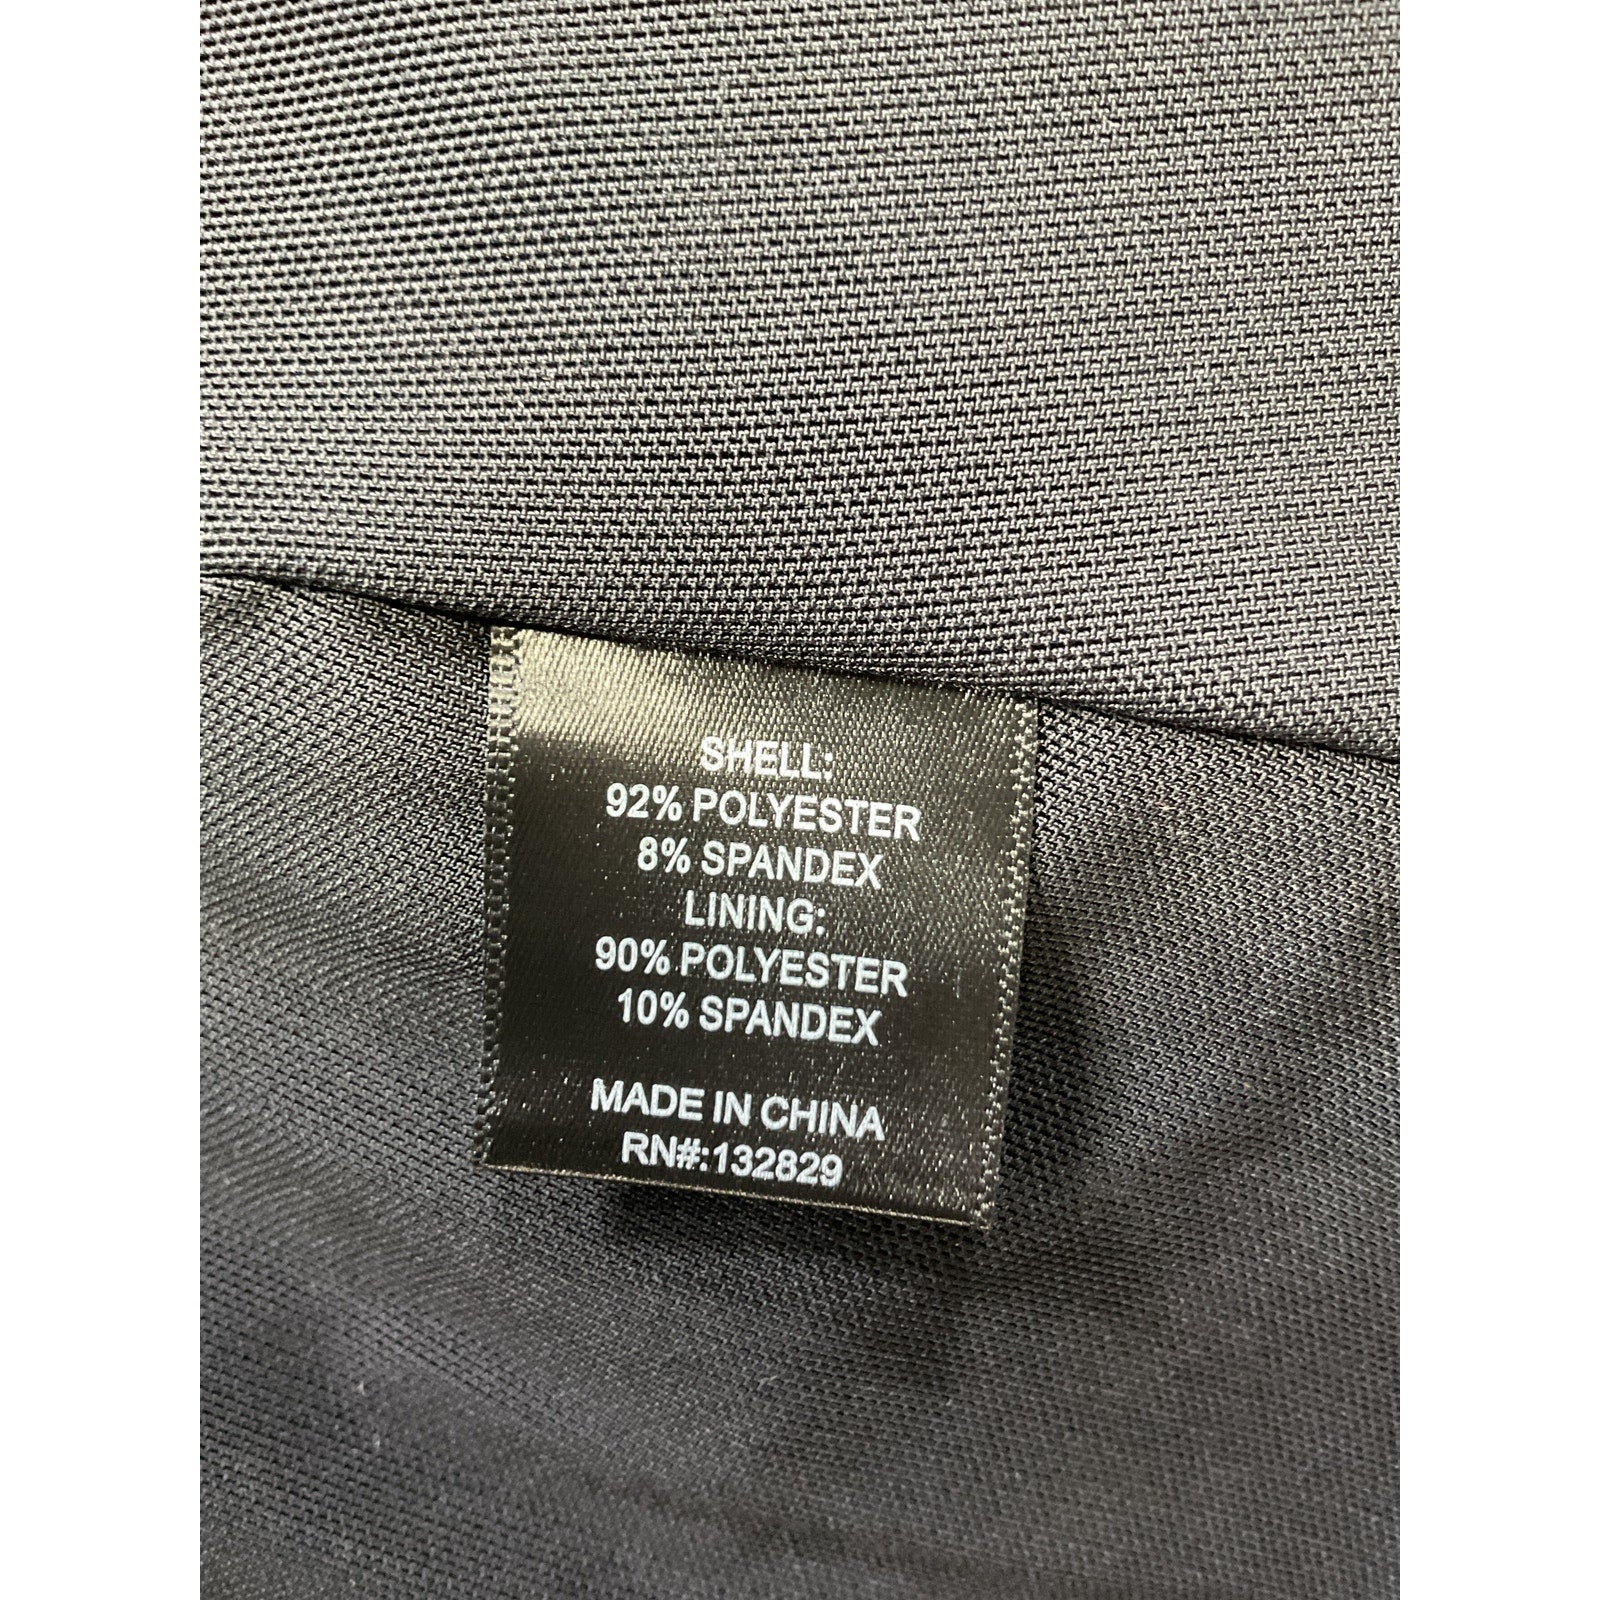 SHELL:
92% POLYESTER
8% SPANDEX
LINING:
90% POLYESTER
10% SPANDEX
MADE IN CHINA
RN#:132829